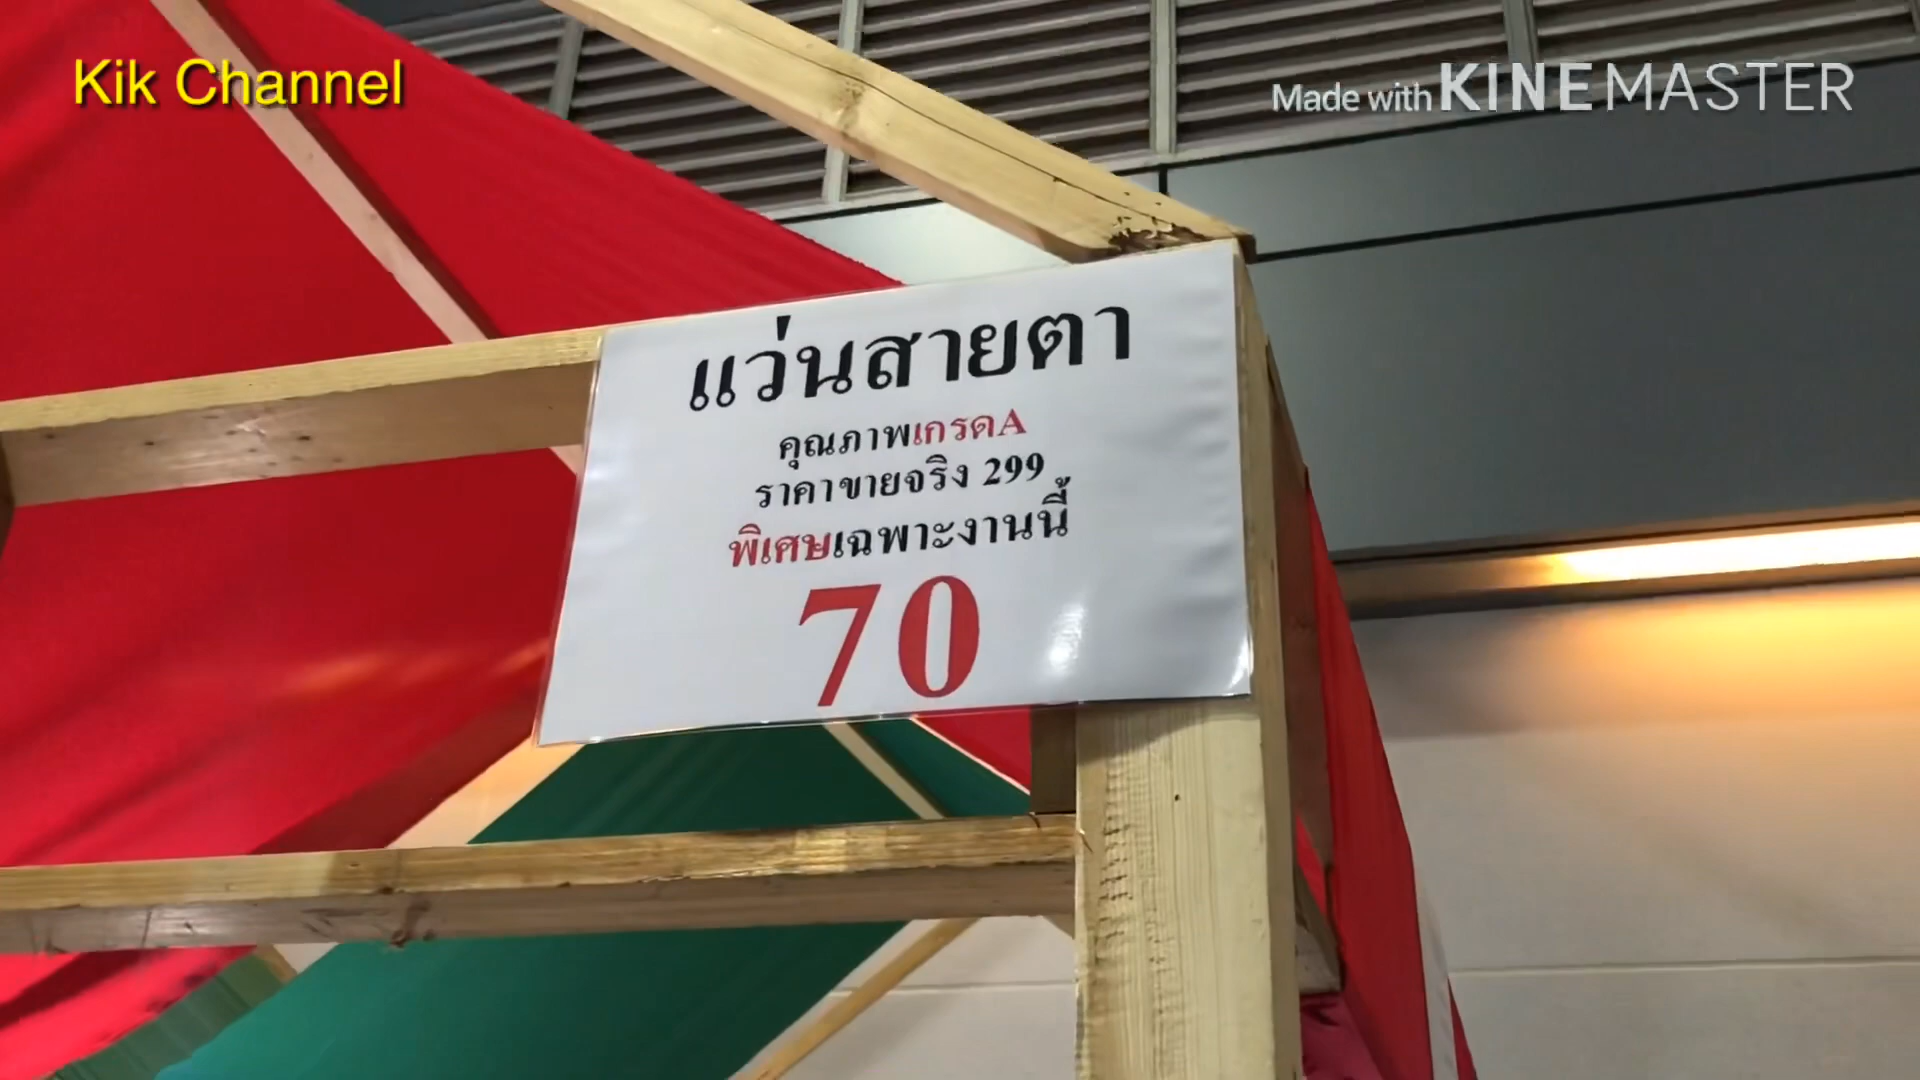 Kik Channel
Made with KINEMASTER
แว่นสายตา
คุณภาพเกรดA
ราคาขายจริง 299
พิเศษเฉพาะงานนี้
70